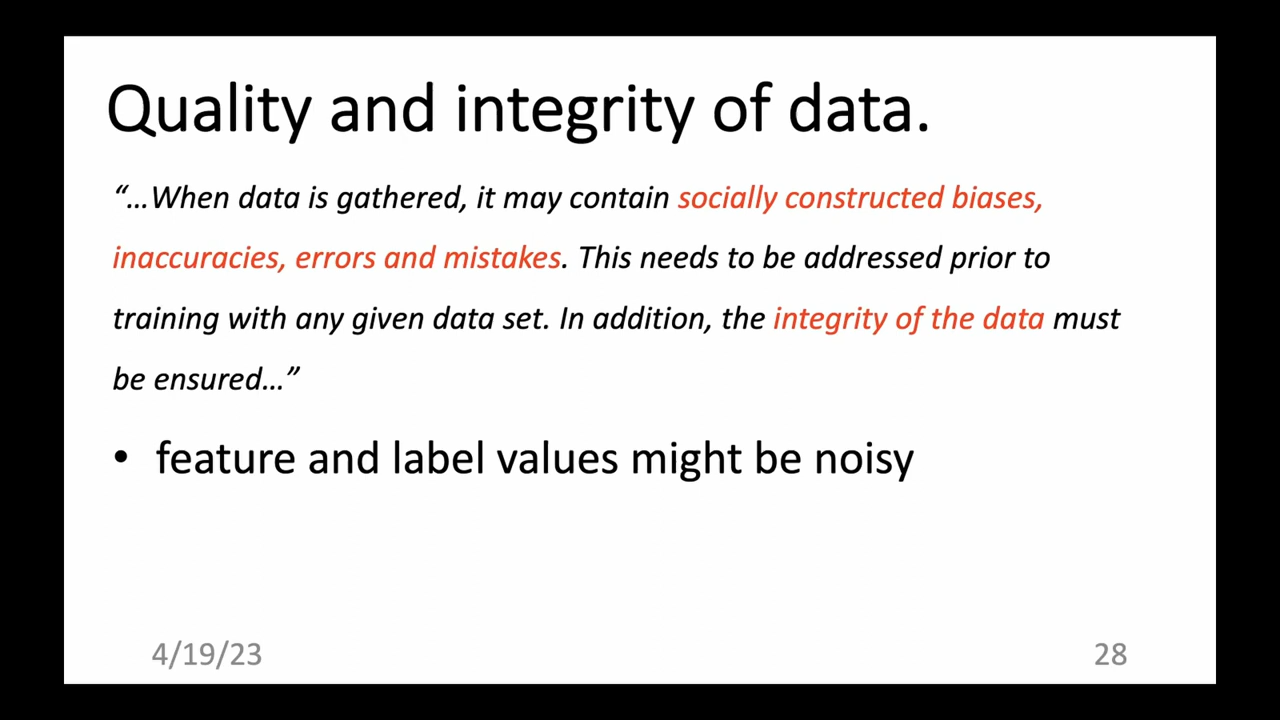 Quality and integrity of data.
“…When data is gathered, it may contain socially constructed biases,
inaccuracies, errors and mistakes. This needs to be addressed prior to
training with any given data set. In addition, the integrity of the data must
be ensured…”
• feature and label values might be noisy
4/19/23
28